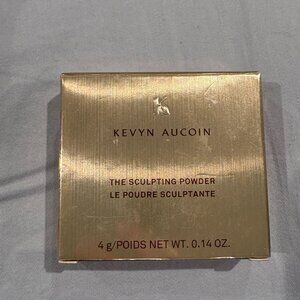 KEVYN AUCOIN
THE SCULPTING POWDER
LE POUDRE SCULPTANTE
4 g/POIDS NET WT. 0.14 OZ.